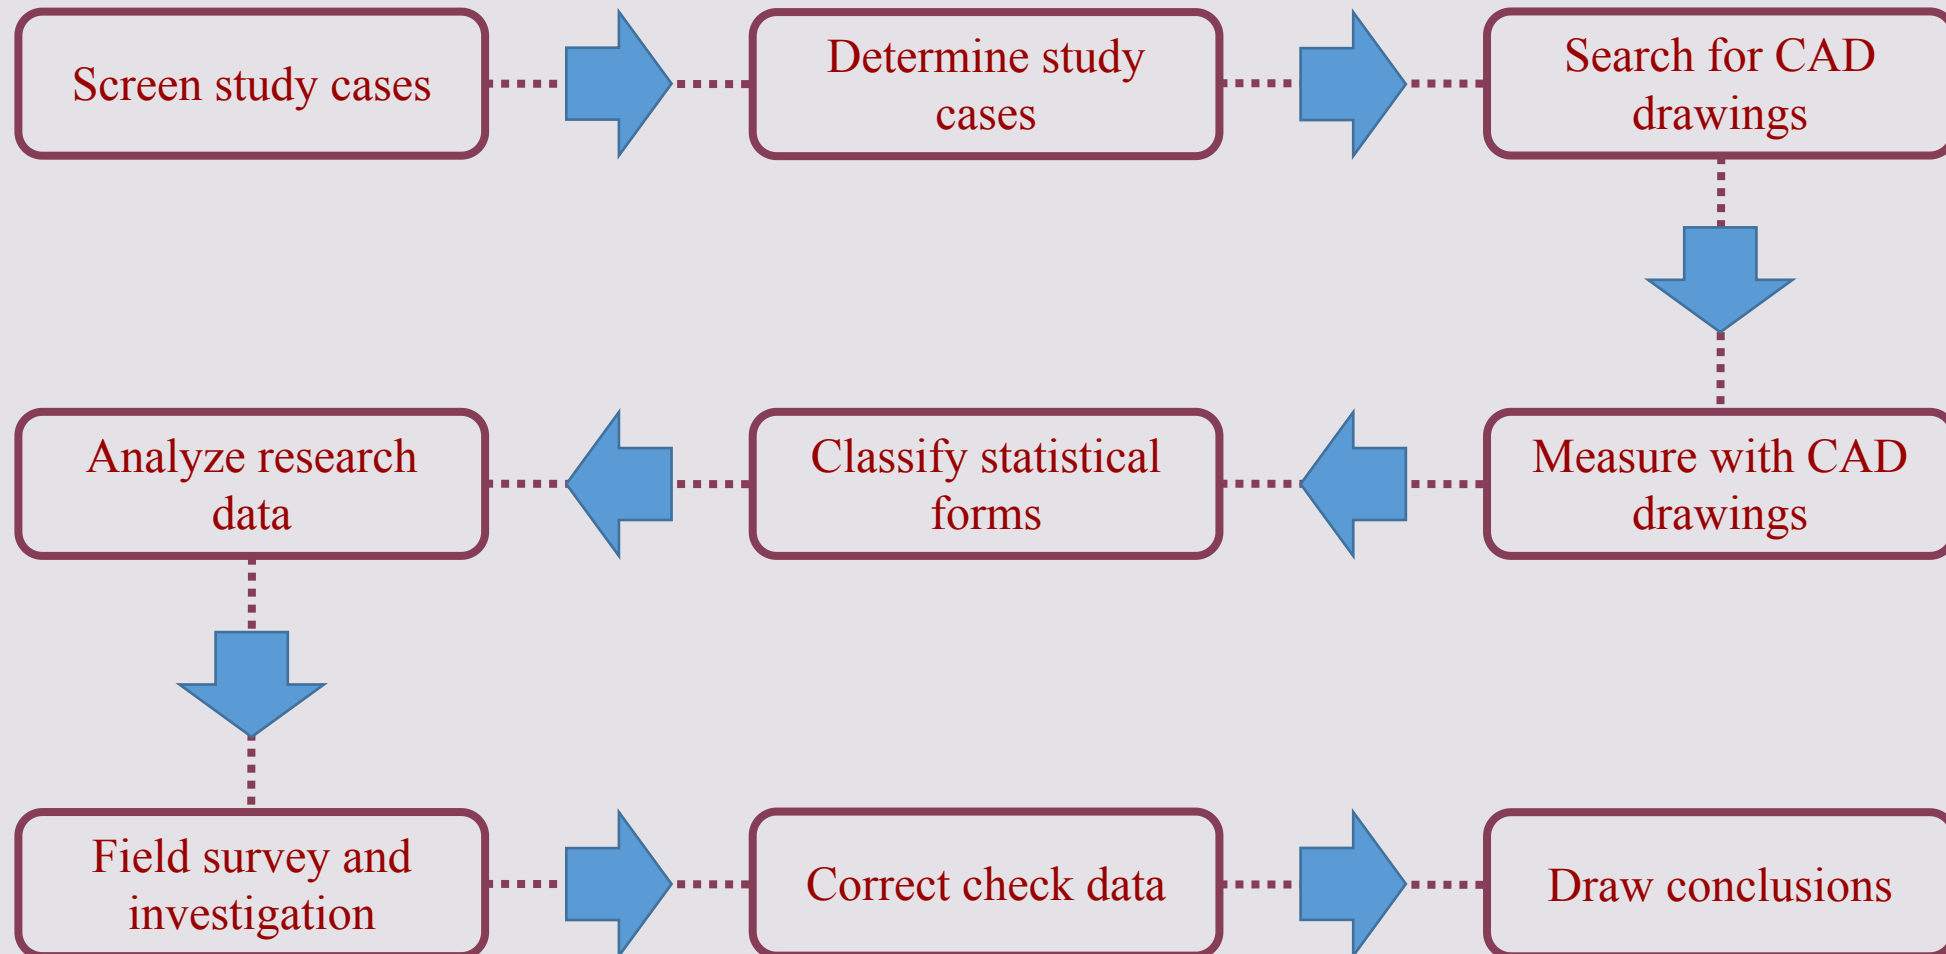 Screen study cases
Determine study
cases
Search for CAD
drawings
Measure with CAD
drawings
Classify statistical
forms
Analyze research
data
Field survey and
investigation
Correct check data
Draw conclusions